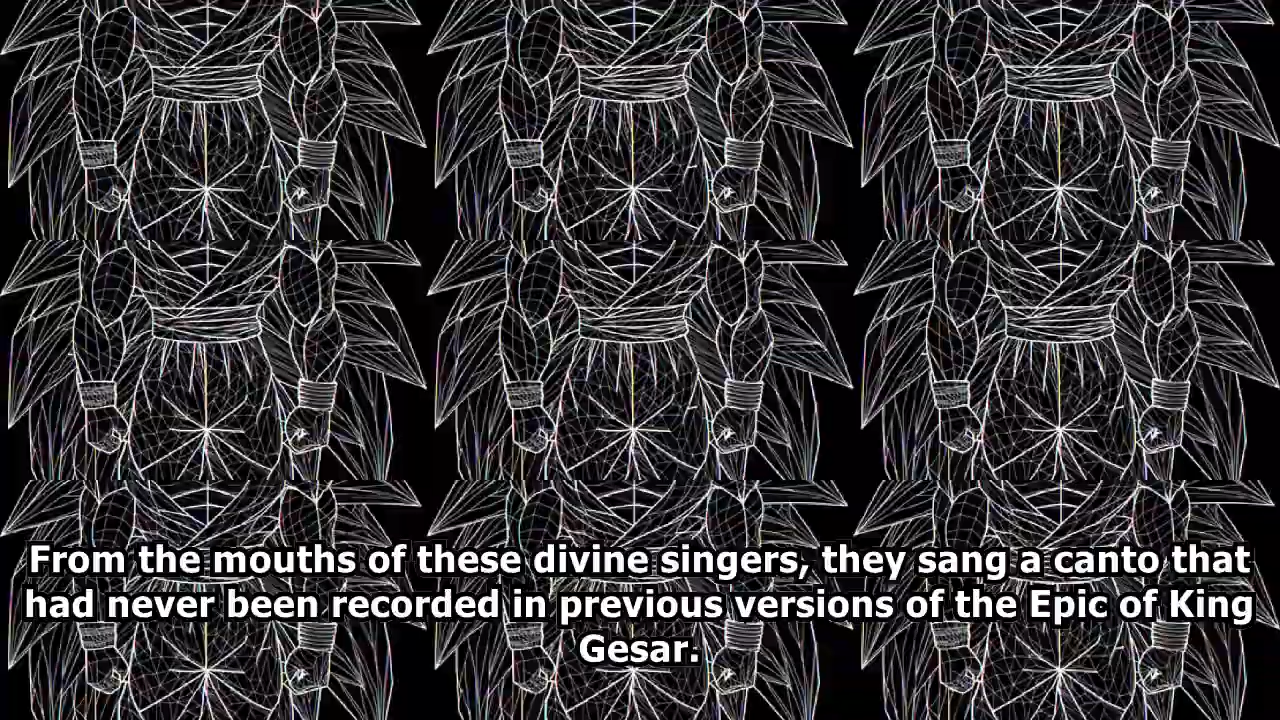 From the mouths of these divine singers, they sang a canto that
had never been recorded in previous versions of the Epic of King
Gesar.